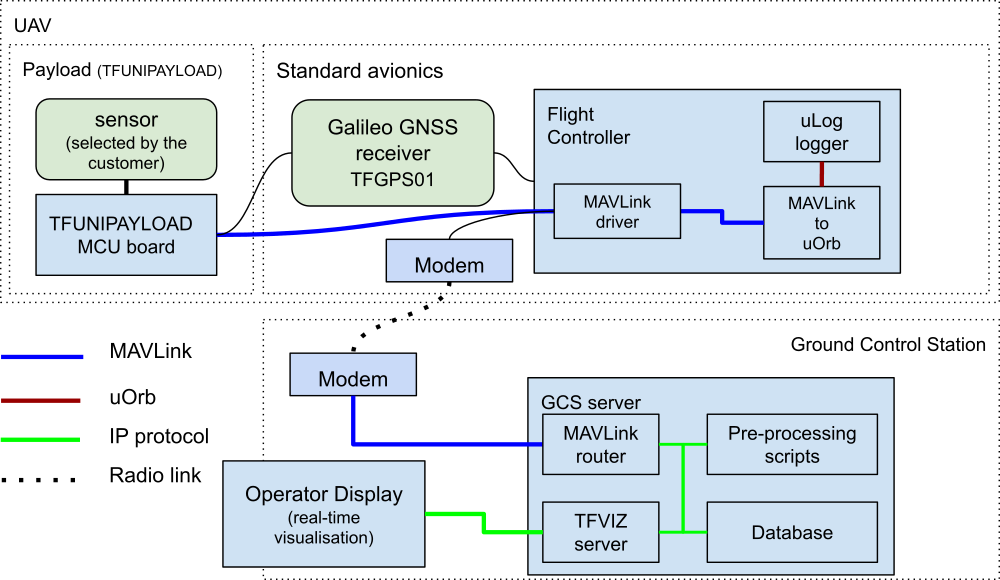 UAV
Payload (TFUNIPAYLOAD)
sensor
(selected by the
customer)
TFUNIPAYLOAD
MCU board
Standard avionics
Galileo GNSS
receiver
TFGPS01
Modem
Flight
Controller
MAVLink
driver
uLog
logger
MAVLink
to
uOrb
MAVLink
uOrb
IP protocol
Radio link
Ground Control Station
Modem
Operator Display
(real-time
visualisation)
GCS server
MAVLink
router
Pre-processing
scripts
TFVIZ
server
Database